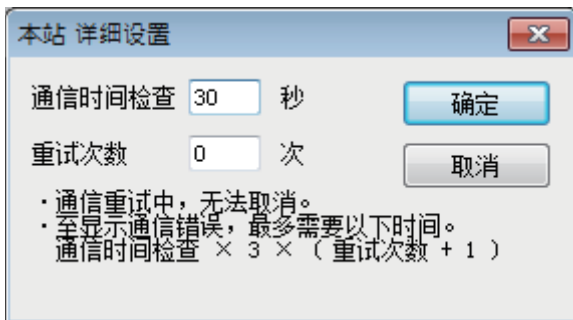 本站 详细设置
通信时间检查 30 秒 确定
重试次数 0 次 取消
・通信重试中，无法取消。
・至显示通信错误，最多需要以下时间。
通信时间检查 × 3 ×（ 重试次数 + 1 ）